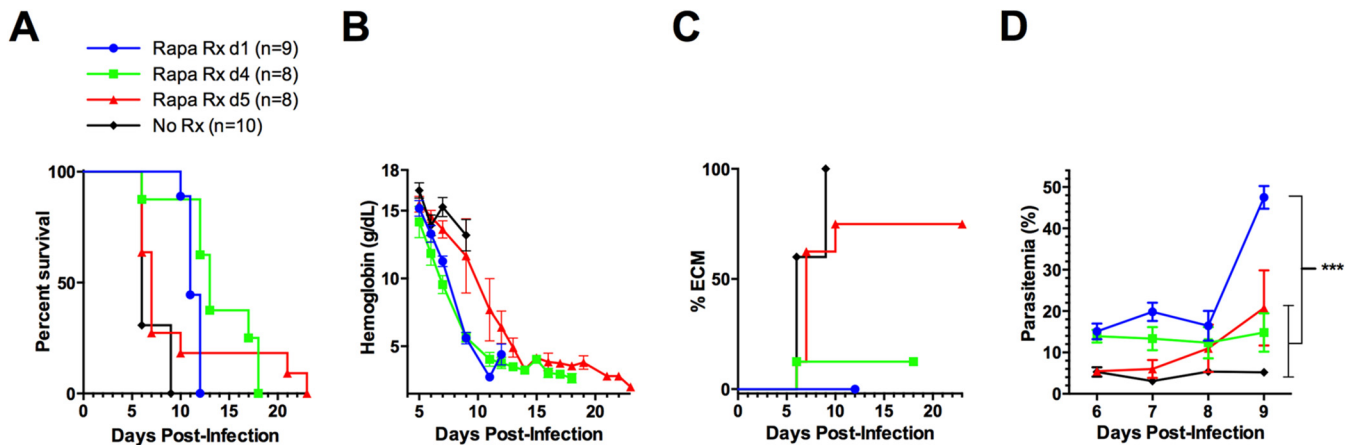 A
B
C
D
Rapa Rx d1 (n=9)
Rapa Rx d4 (n=8)
Rapa Rx d5 (n=8)
No Rx (n=10)
Percent survival
100
50
0
0 10 20
Days Post-Infection
Hemoglobin (g/dL)
18
15
10
5
5 10 15 20
Days Post-Infection
% ECM
100
50
0
0 5 10 15 20
Days Post-Infection
Parasitemia (%)
50
40
30
20
10
0
6 7 8 9
Days Post-Infection
***